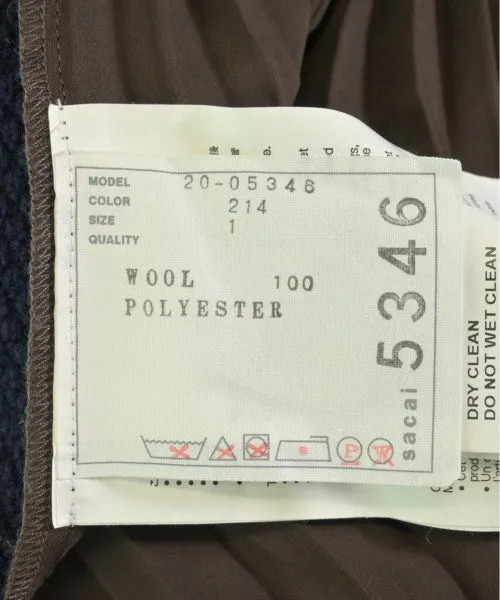 MODEL 20-05346
COLOR 214
SIZE 1
QUALITY
WOOL 100
POLYESTER
sacai 5346
P
W
DRY CLEAN
DO NOT WET CLEAN